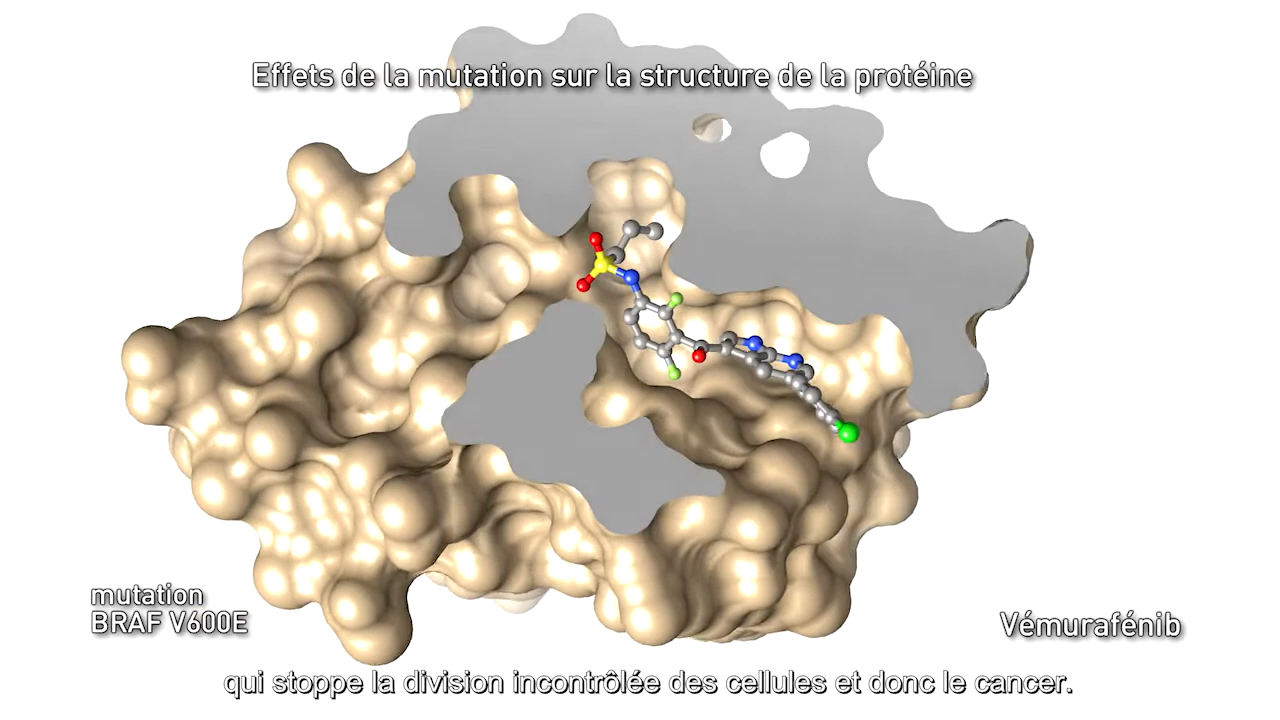 Effets de la mutation sur la structure de la protéine
mutation
BRAF V600E
Vémurafénib
qui stoppe la division incontrôlée des cellules et donc le cancer.